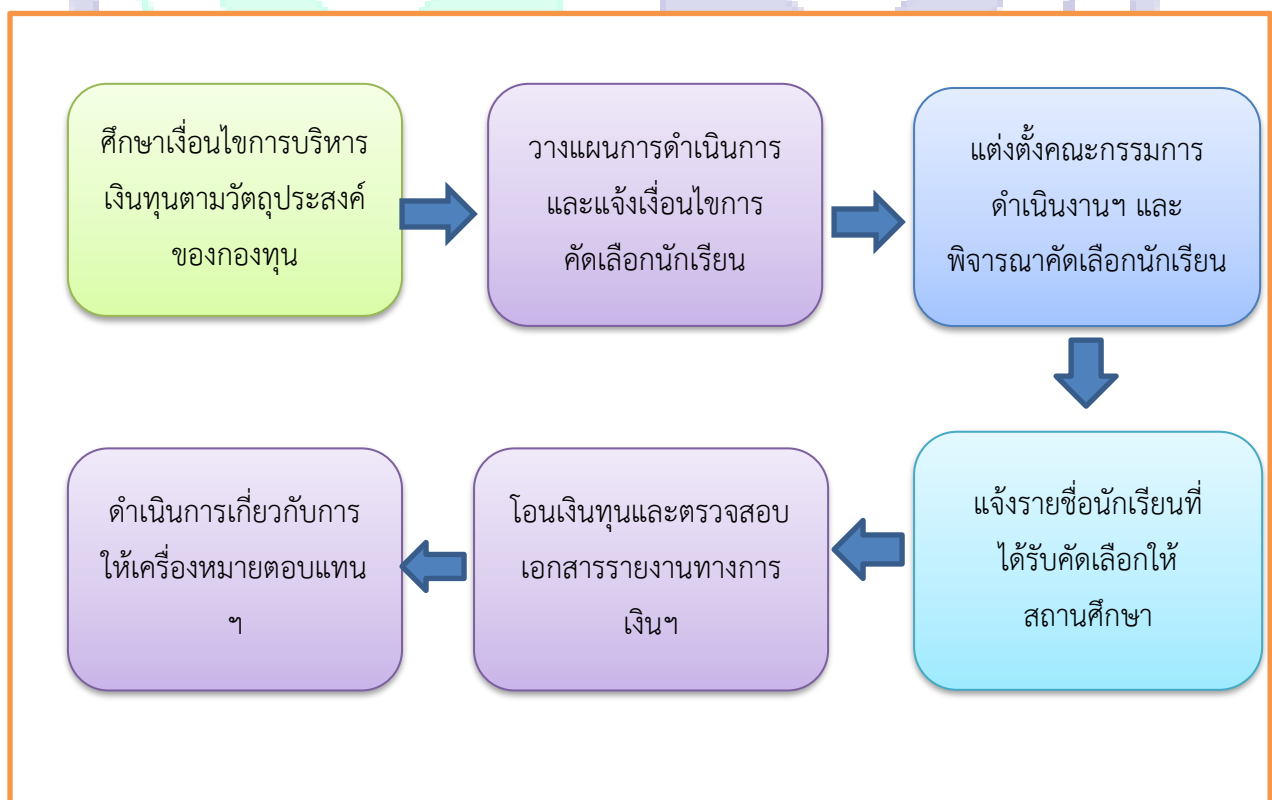 ศึกษาเงื่อนไขการบริหาร
เงินทุนตามวัตถุประสงค์
ของกองทุน
วางแผนการดำเนินการ
และแจ้งเงื่อนไขการ
คัดเลือกนักเรียน
แต่งตั้งคณะกรรมการ
ดำเนินงานฯ และ
พิจารณาคัดเลือกนักเรียน
แจ้งรายชื่อนักเรียนที่
ได้รับคัดเลือกให้
สถานศึกษา
โอนเงินทุนและตรวจสอบ
เอกสารรายงานทางการ
เงินฯ
ดำเนินการเกี่ยวกับการ
ให้เครื่องหมายตอบแทน
ฯ